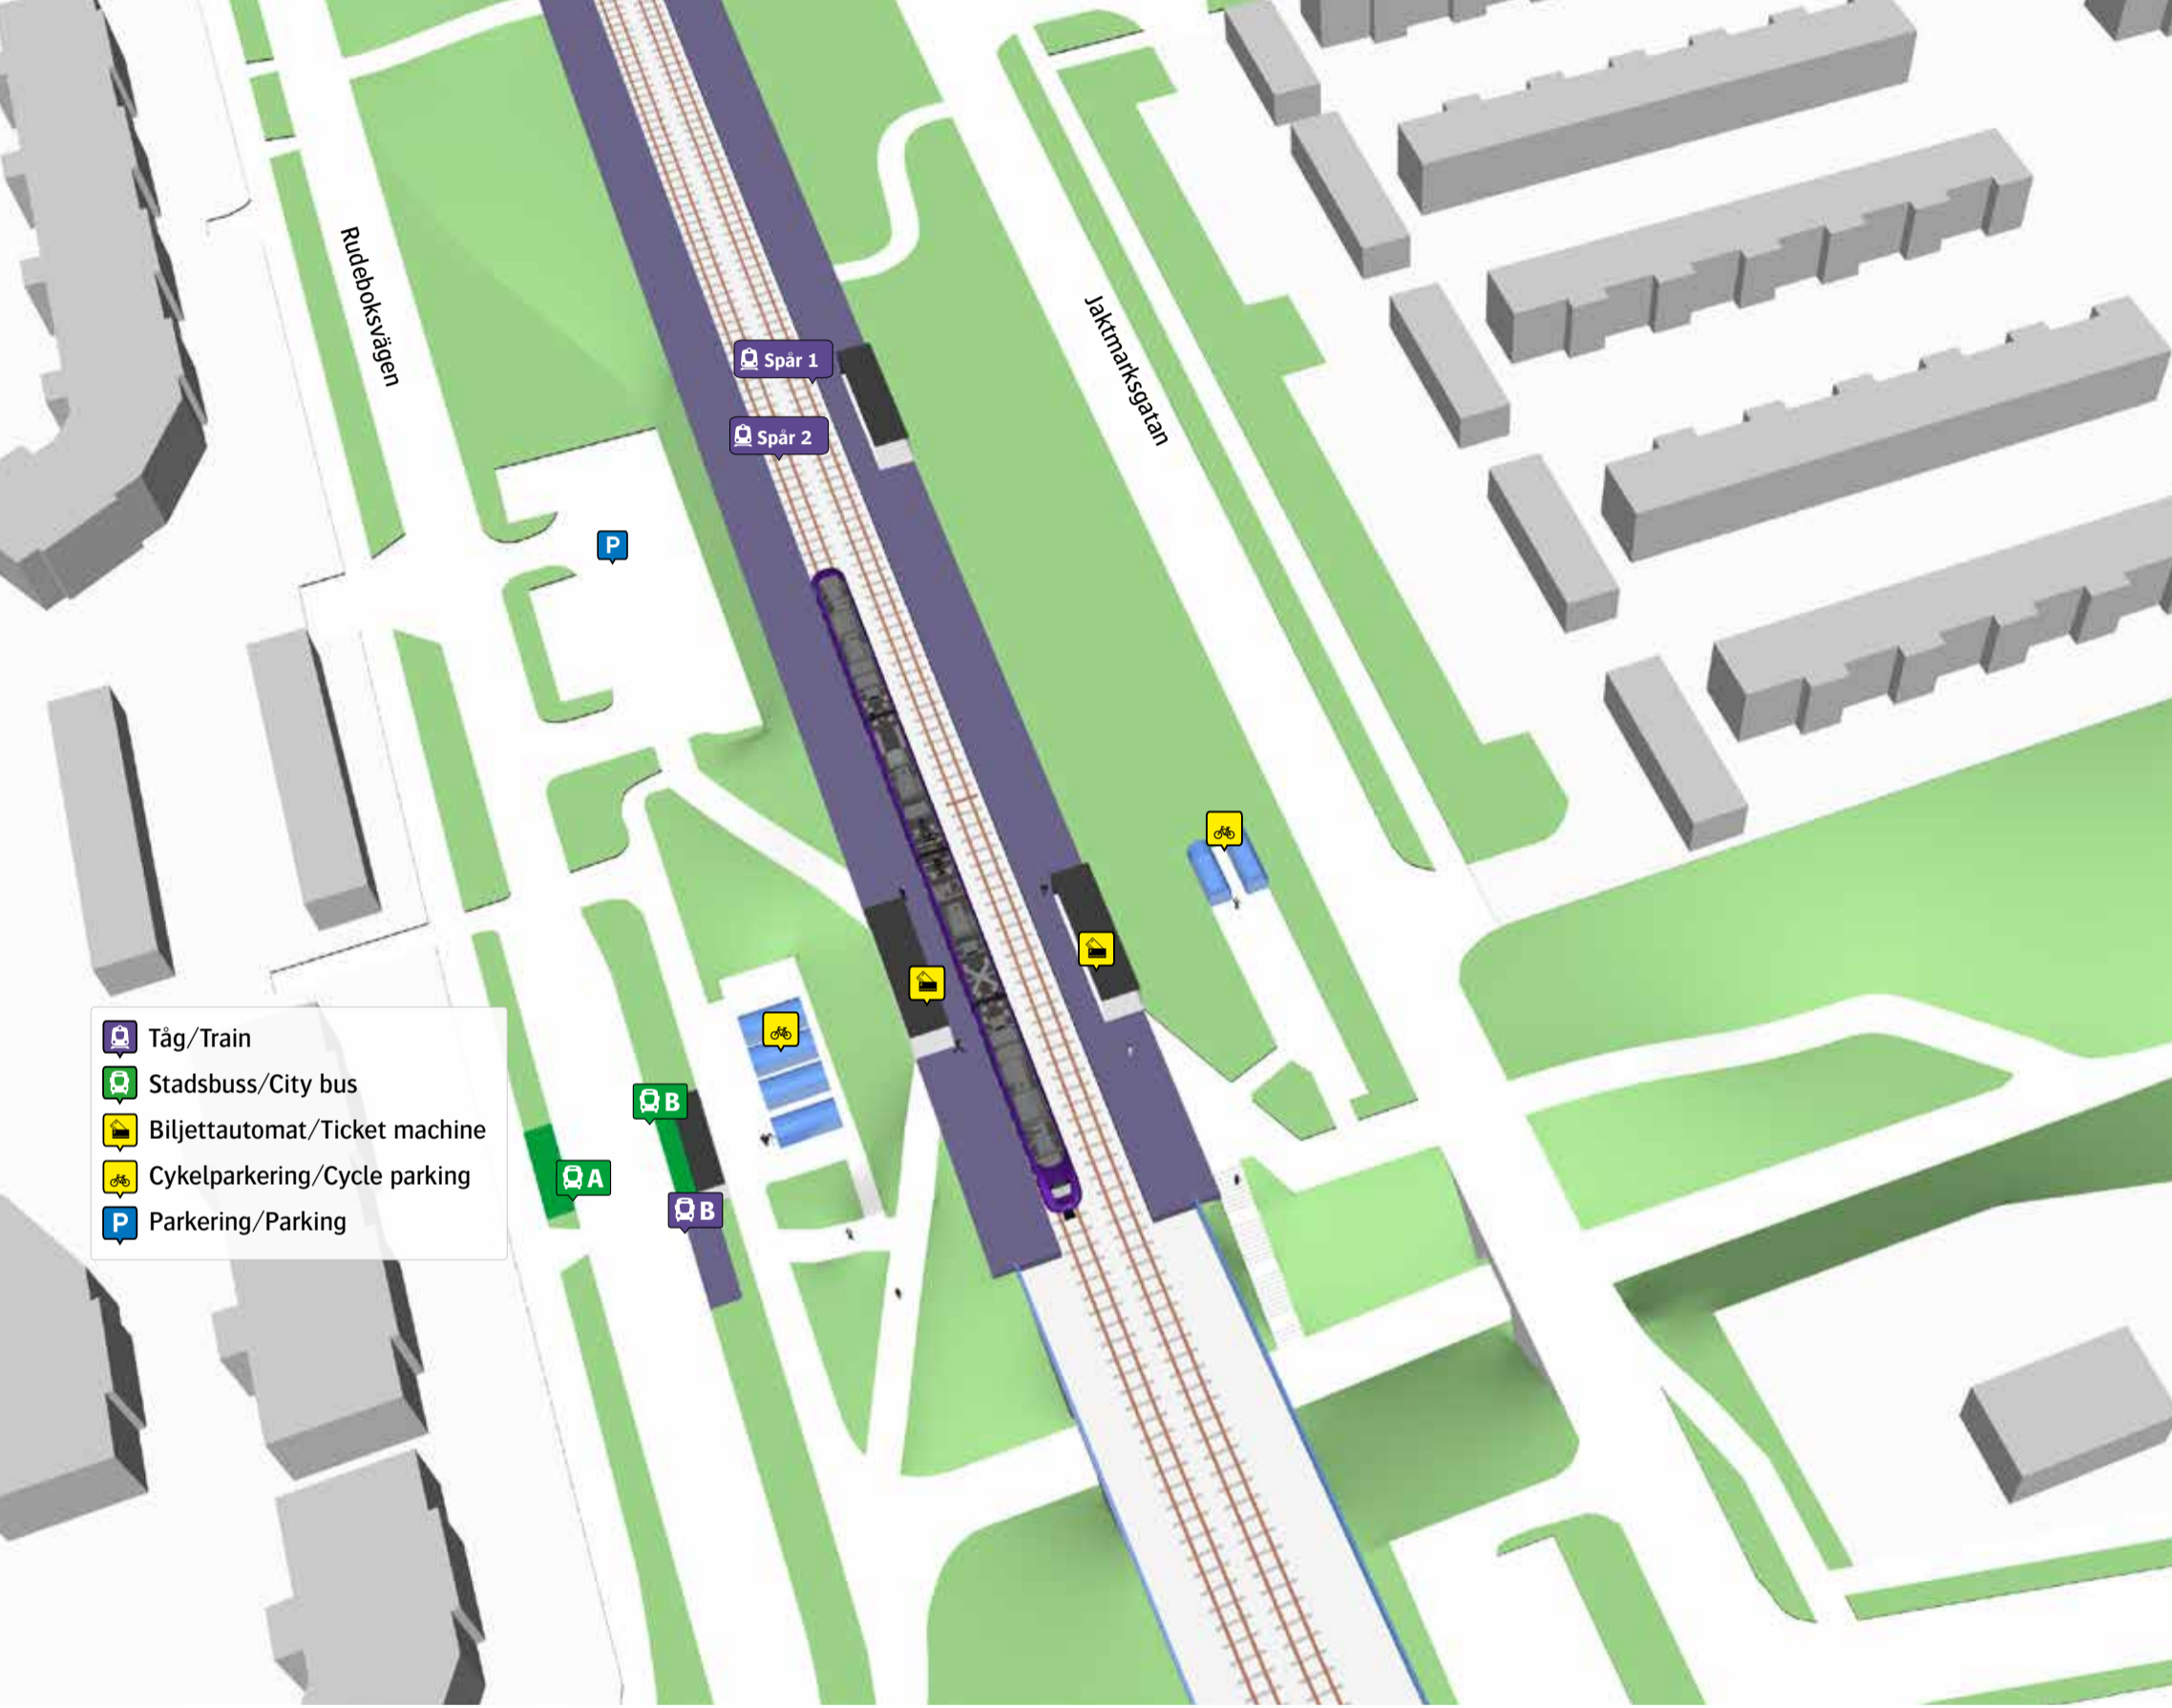 Rudeboksvägen
Jaktmarksgatan
Spår 1
Spår 2
P
B
A
B
Tåg/Train
Stadsbuss/City bus
Biljettautomat/Ticket machine
Cykelparkering/Cycle parking
P Parkering/Parking